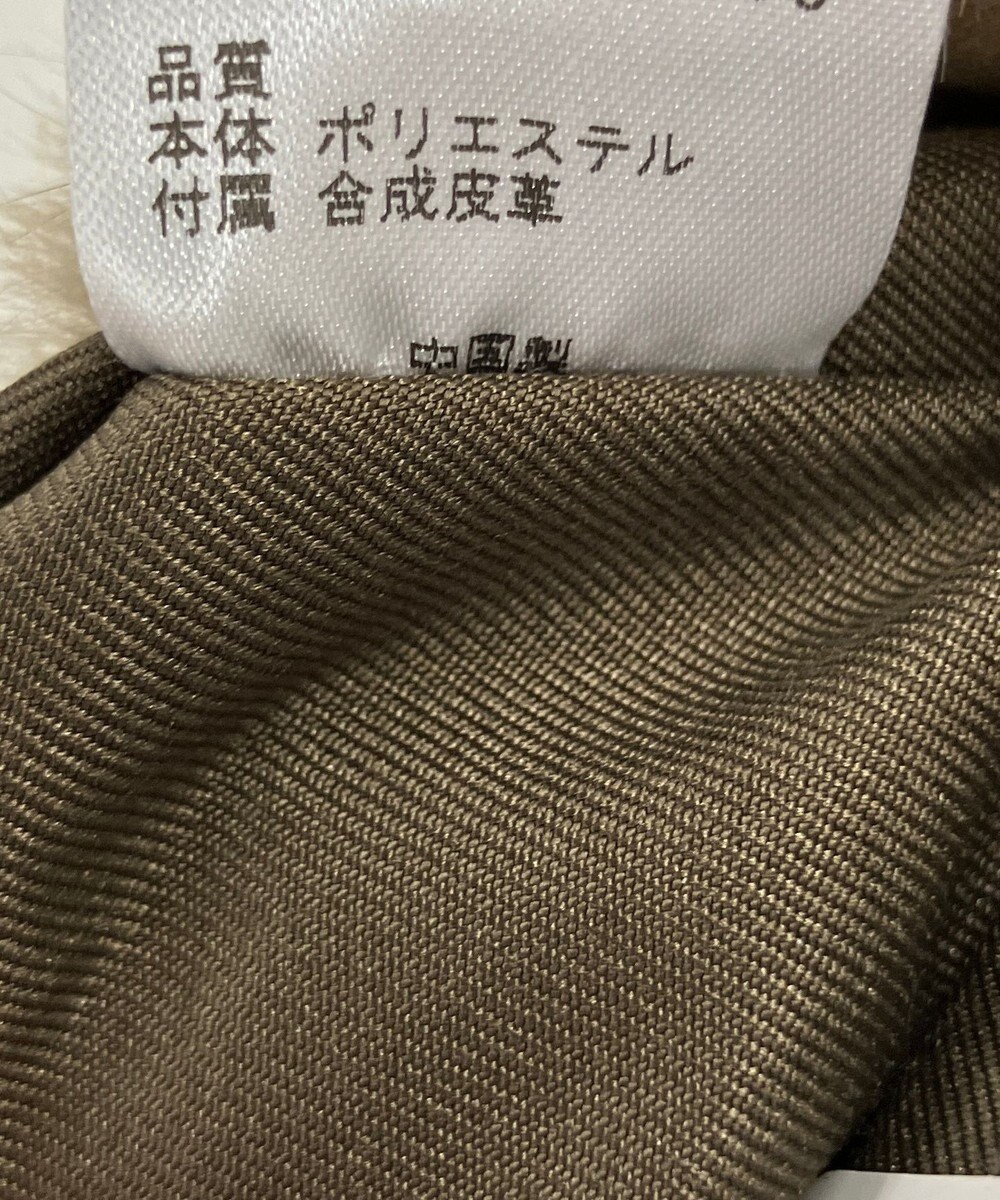 品質
本体 ポリエステル
付属 合成皮革
中国製